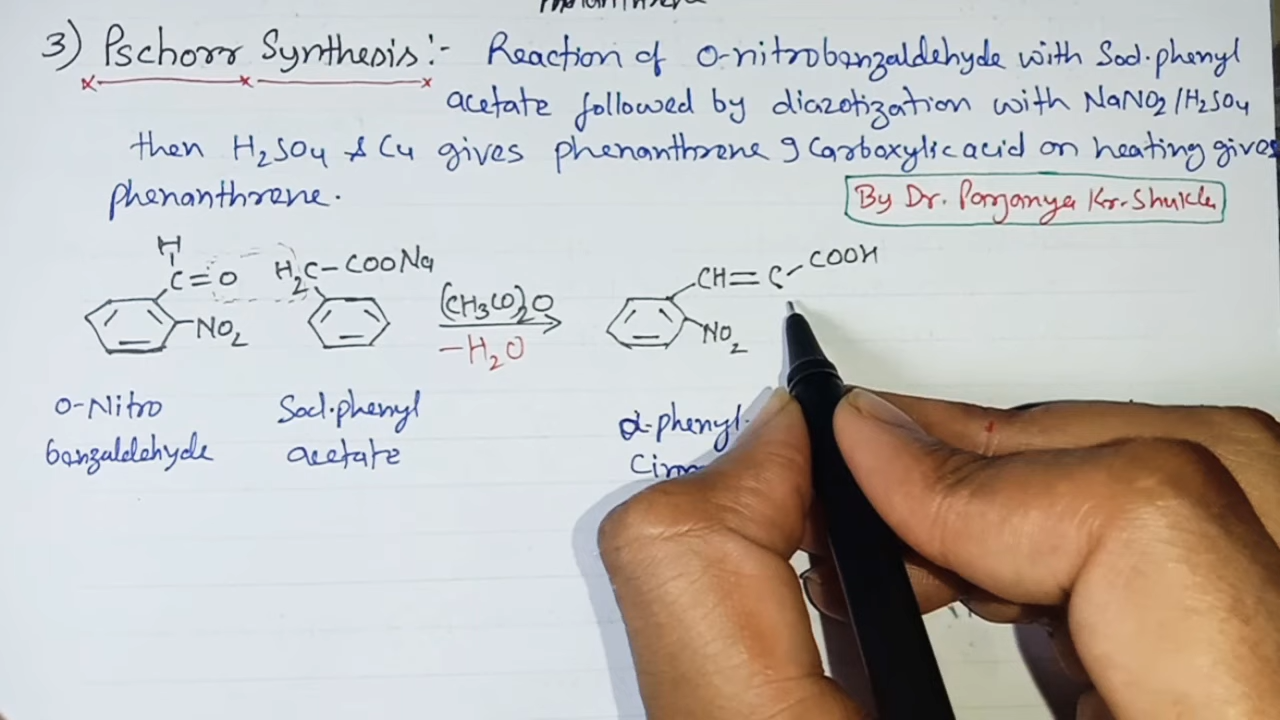 3) Pschorr Synthesis:- Reaction of O-nitrobenzaldehyde with Sod.phenyl
acetate followed by diazotization with NaNO2/H2SO4
then H2SO4 & Cu gives phenanthrene 9 Carboxylic acid on heating gives
phenanthrene.
By Dr. Parjanya Kr. Shukla
H
C=O
H2C-COONa
NO2
(CH3CO)2O
-H2O
CH=C-COOH
NO2
O-Nitro
benzaldehyde
Sod.phenyl
acetate
α-phenyl